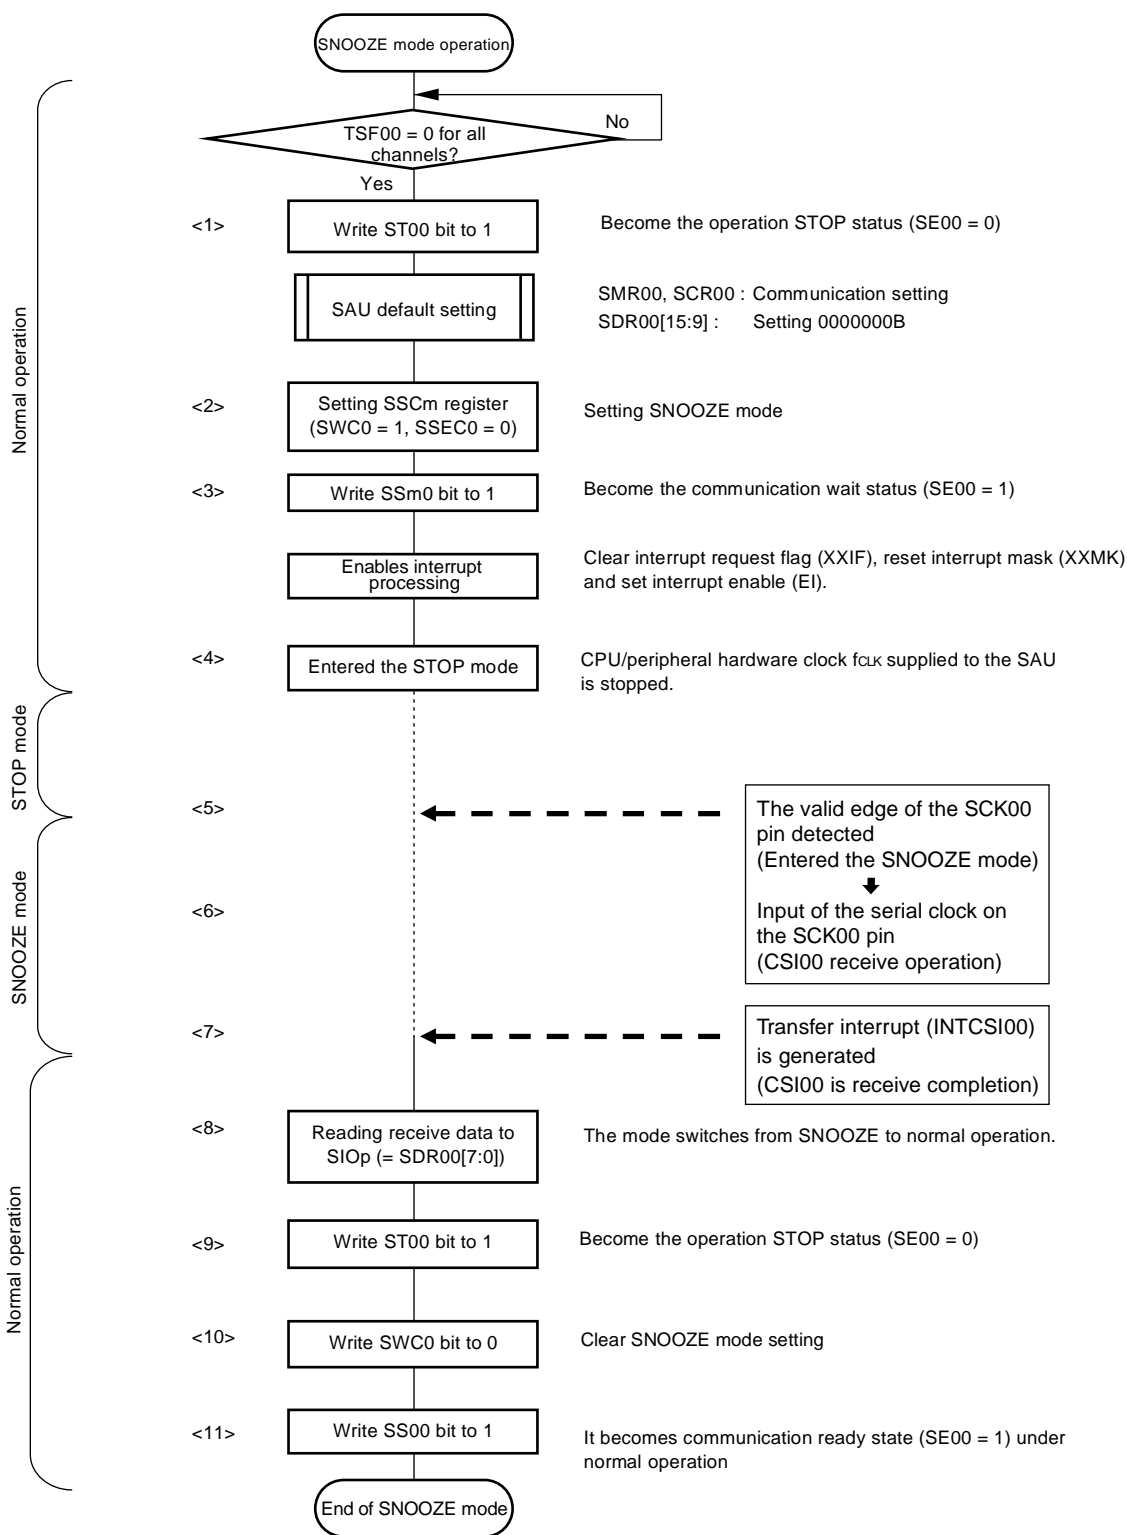 SNOOZE mode operation
TSF00 = 0 for all
channels?
No
Yes
<1>
Write ST00 bit to 1
Become the operation STOP status (SE00 = 0)
SAU default setting
SMR00, SCR00 : Communication setting
SDR00[15:9] : Setting 0000000B
Normal operation
<2>
Setting SSCm register
(SWC0 = 1, SSEC0 = 0)
Setting SNOOZE mode
<3>
Write SSm0 bit to 1
Become the communication wait status (SE00 = 1)
Enables interrupt
processing
Clear interrupt request flag (XXIF), reset interrupt mask (XXMK)
and set interrupt enable (EI).
<4>
Entered the STOP mode
CPU/peripheral hardware clock fCLK supplied to the SAU
is stopped.
STOP mode
<5>
The valid edge of the SCK00
pin detected
(Entered the SNOOZE mode)
SNOOZE mode
<6>
Input of the serial clock on
the SCK00 pin
(CSI00 receive operation)
<7>
Transfer interrupt (INTCSI00)
is generated
(CSI00 is receive completion)
<8>
Reading receive data to
SIOp (= SDR00[7:0])
The mode switches from SNOOZE to normal operation.
Normal operation
<9>
Write ST00 bit to 1
Become the operation STOP status (SE00 = 0)
<10>
Write SWC0 bit to 0
Clear SNOOZE mode setting
<11>
Write SS00 bit to 1
It becomes communication ready state (SE00 = 1) under
normal operation
End of SNOOZE mode